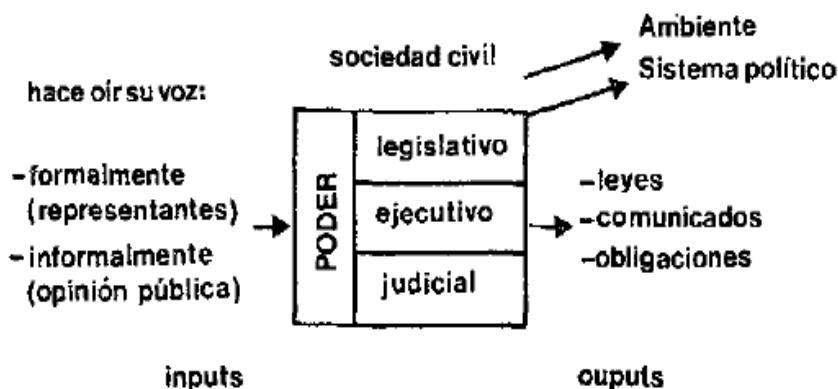 Ambiente
sociedad civil
Sistema político
hace oír su voz:
legislativo
-formalmente
(representantes)
-informalmente
(opinión pública)
PODER
ejecutivo
judicial
-leyes
-comunicados
-obligaciones
inputs
ouputs